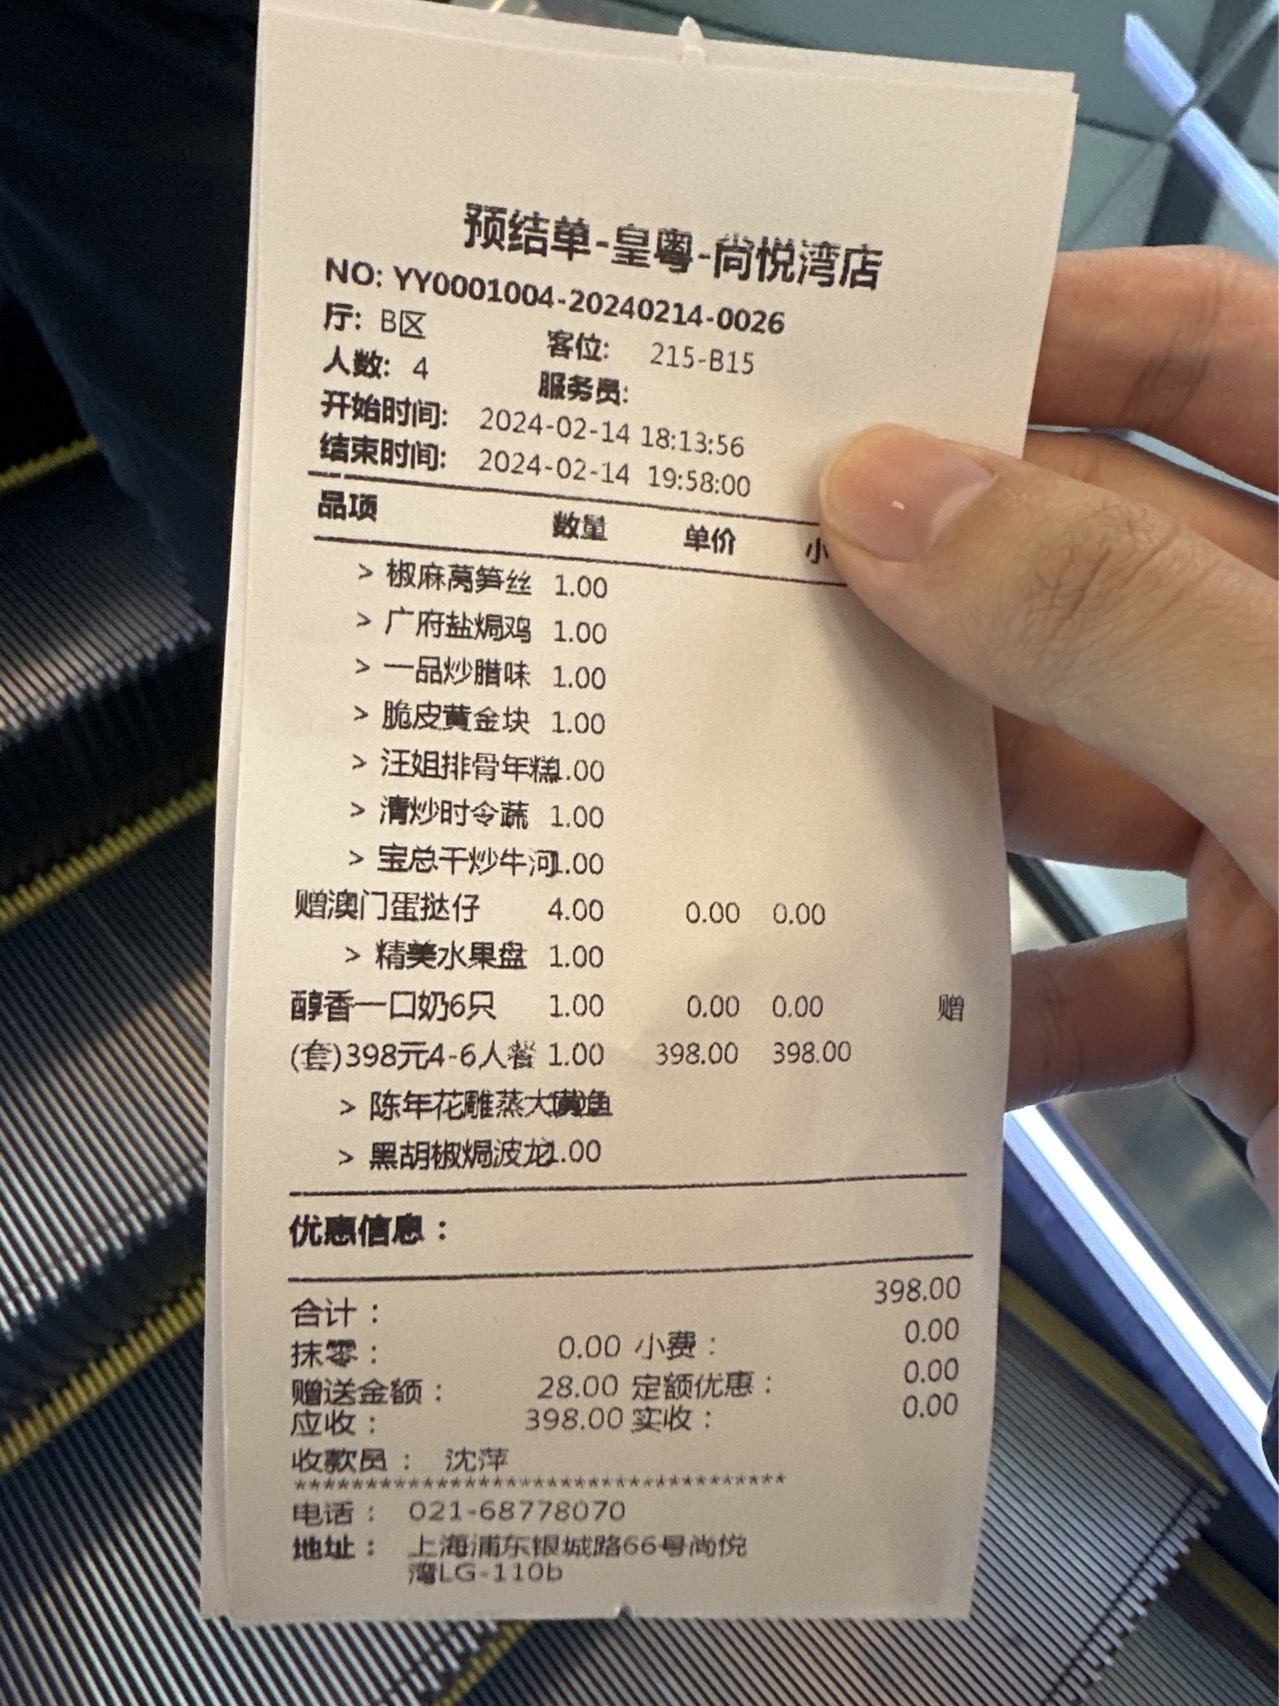 预结单-皇粤-尚悦湾店
NO: YY0001004-20240214-0026
厅: B区 客位: 215-B15
人数: 4 服务员:
开始时间: 2024-02-14 18:13:56
结束时间: 2024-02-14 19:58:00
品项 数量 单价 小
> 椒麻莴笋丝 1.00
> 广府盐焗鸡 1.00
> 一品炒腊味 1.00
> 脆皮黄金块 1.00
> 汪姐排骨年糕1.00
> 清炒时令蔬 1.00
> 宝总干炒牛河1.00
赠澳门蛋挞仔 4.00 0.00 0.00
> 精美水果盘 1.00
醇香一口奶6只 1.00 0.00 0.00 赠
(套)398元4-6人餐 1.00 398.00 398.00
> 陈年花雕蒸大黄鱼
> 黑胡椒焗波龙1.00
优惠信息：
合计： 398.00
抹零： 0.00 小费： 0.00
赠送金额： 28.00 定额优惠： 0.00
应收： 398.00 实收： 0.00
收款员： 沈萍
***********************************
电话： 021-68778070
地址： 上海浦东银城路66号尚悦
湾LG-110b